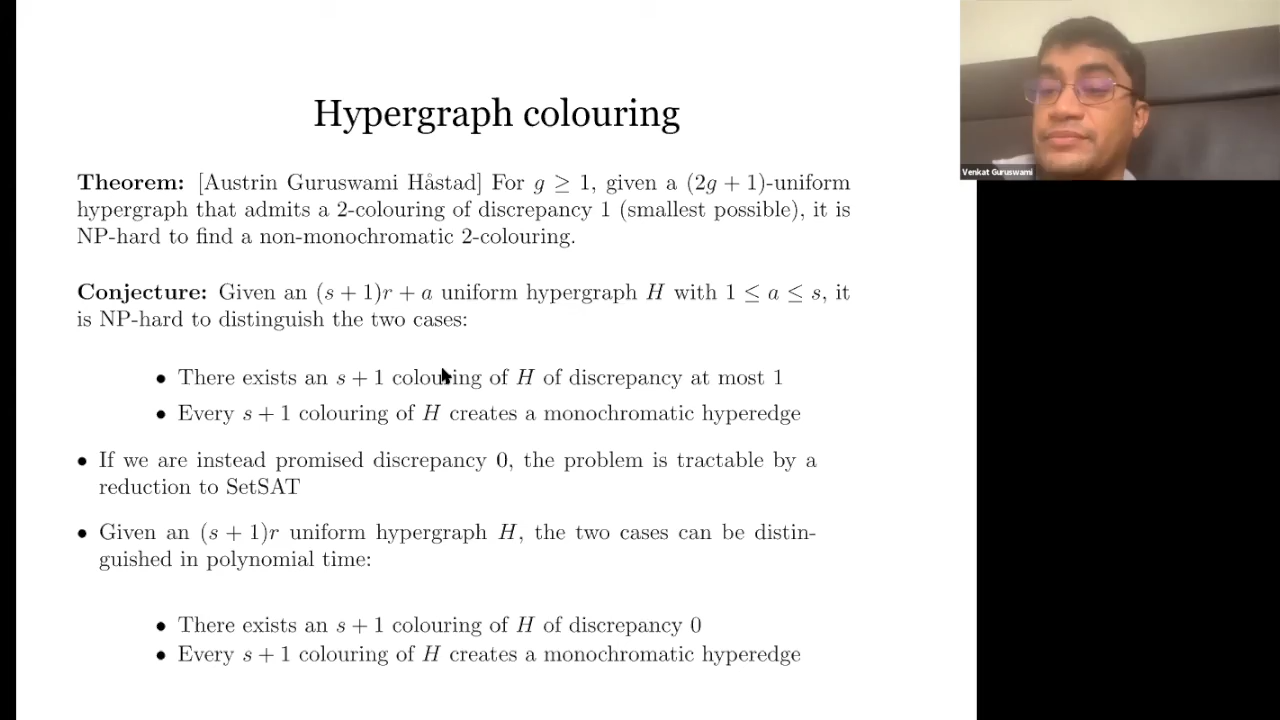 Hypergraph colouring
Theorem: [Austrin Guruswami Håstad] For g ≥ 1, given a (2g + 1)-uniform
hypergraph that admits a 2-colouring of discrepancy 1 (smallest possible), it is
NP-hard to find a non-monochromatic 2-colouring.
Conjecture: Given an (s + 1)r + a uniform hypergraph H with 1 ≤ a ≤ s, it
is NP-hard to distinguish the two cases:
• There exists an s + 1 colouring of H of discrepancy at most 1
• Every s + 1 colouring of H creates a monochromatic hyperedge
• If we are instead promised discrepancy 0, the problem is tractable by a
reduction to SetSAT
• Given an (s + 1)r uniform hypergraph H, the two cases can be distin-
guished in polynomial time:
• There exists an s + 1 colouring of H of discrepancy 0
• Every s + 1 colouring of H creates a monochromatic hyperedge
Venkat Guruswami